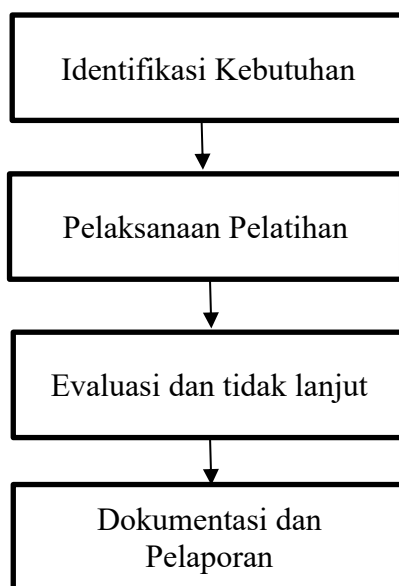 Identifikasi Kebutuhan
Pelaksanaan Pelatihan
Evaluasi dan tidak lanjut
Dokumentasi dan
Pelaporan